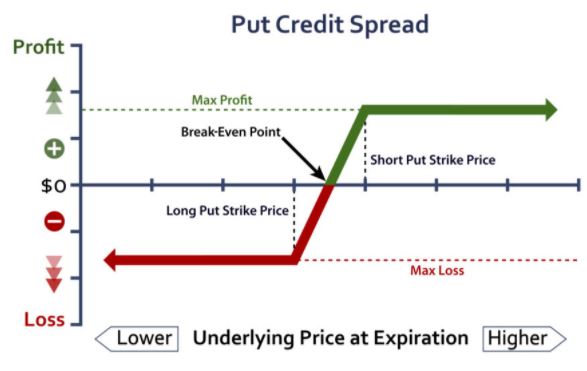 Put Credit Spread
Profit
Max Profit
Break-Even Point
Short Put Strike Price
$0
Long Put Strike Price
Max Loss
Loss
Lower
Underlying Price at Expiration
Higher